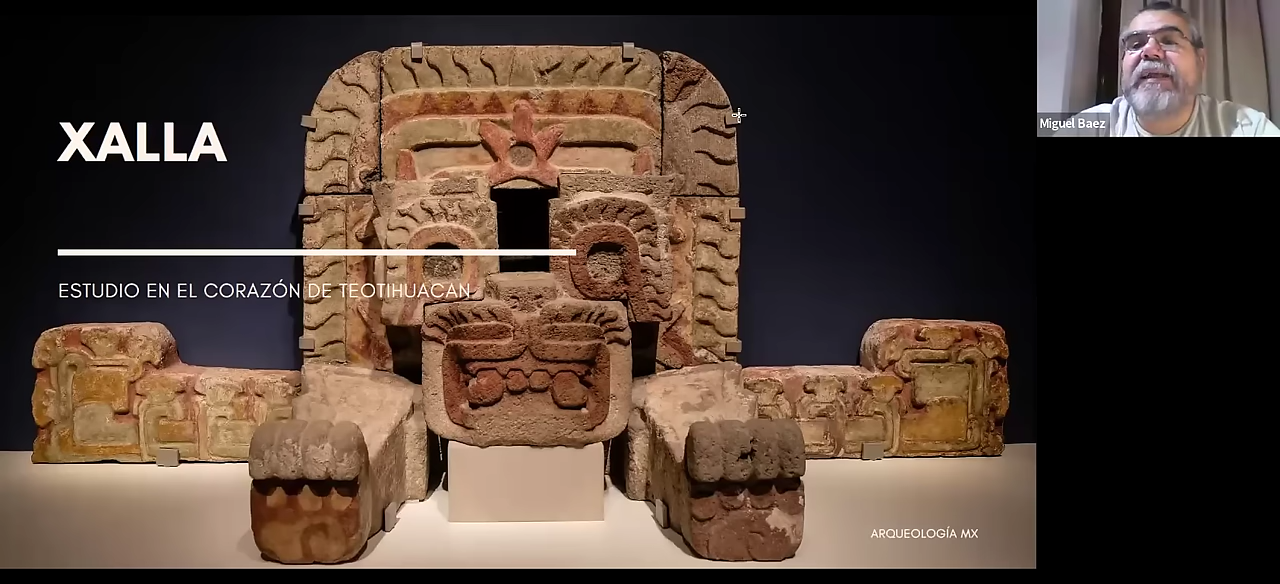 XALLA
ESTUDIO EN EL CORAZÓN DE TEOTIHUACAN
ARQUEOLOGÍA MX
Miguel Baez